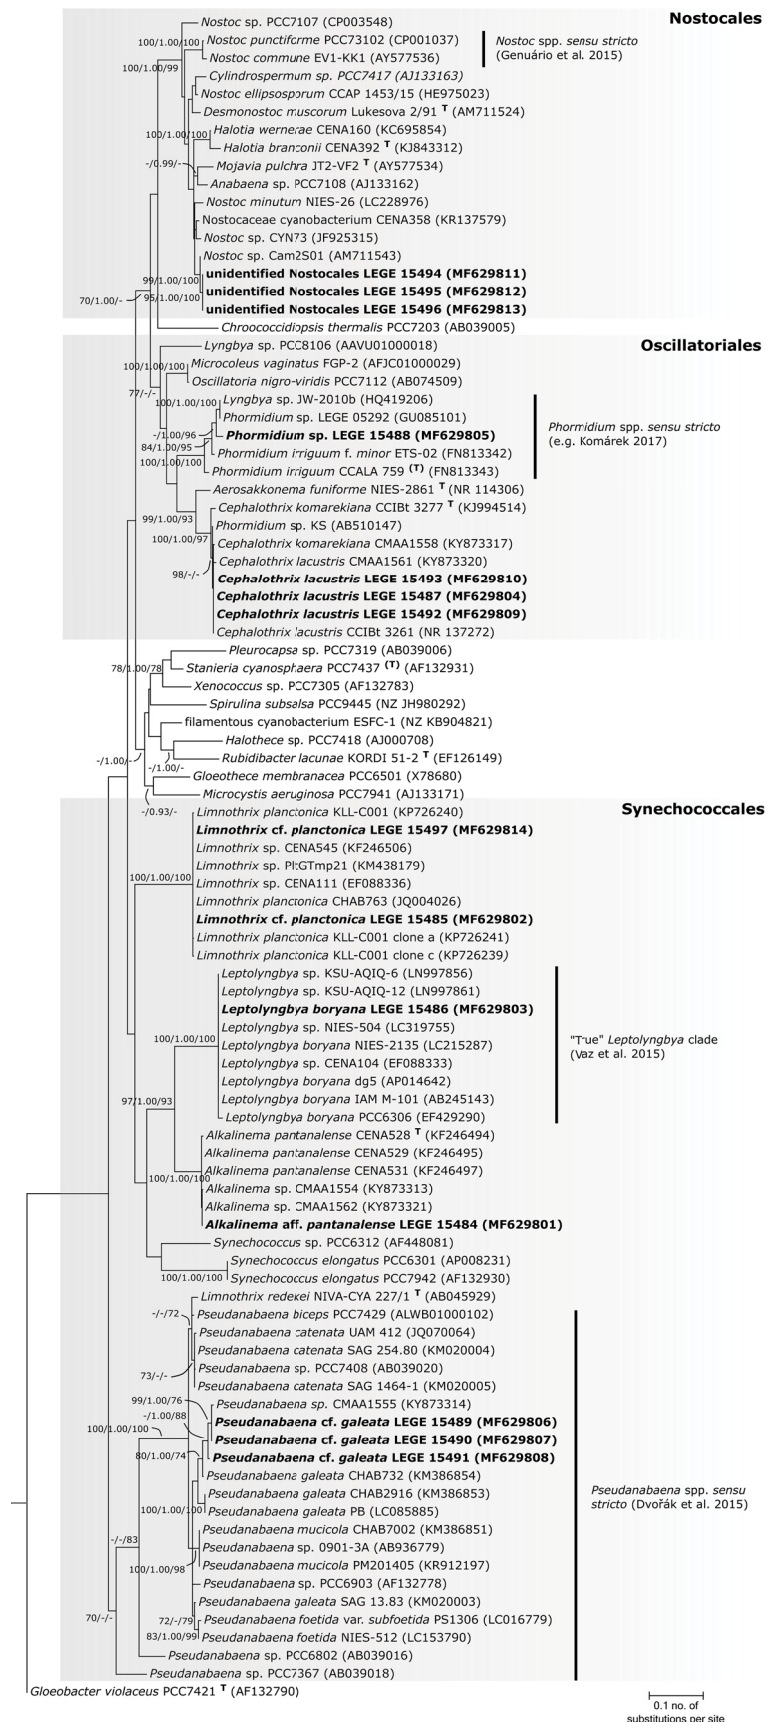 Nostocales
Nostoc sp. PCC7107 (CP003548)
Nostoc punctiforme PCC73102 (CP001037)
100/1.00/100
Nostoc commune EV1-KK1 (AY577536)
Nostoc spp. sensu stricto
(Genuário et al. 2015)
100/1.00/99
Cylindrospermum sp. PCC7417 (AJ133163)
Nostoc ellipsosporum CCAP 1453/15 (HE975023)
Desmonostoc muscorum Lukesova 2/91 T (AM711524)
Halotia wernerae CENA160 (KC695854)
100/1.00/100
Halotia branconii CENA392 T (KJ843312)
-/0.99/-
Mojavia pulchra JT2-VF2 T (AY577534)
Anabaena sp. PCC7108 (AJ133162)
Nostoc minutum NIES-26 (LC228976)
Nostocaceae cyanobacterium CENA358 (KR137579)
Nostoc sp. CYN73 (JF925315)
Nostoc sp. Cam2S01 (AM711543)
unidentified Nostocales LEGE 15494 (MF629811)
99/1.00/100
unidentified Nostocales LEGE 15495 (MF629812)
95/1.00/100
70/1.00/-
unidentified Nostocales LEGE 15496 (MF629813)
Chroococcidiopsis thermalis PCC7203 (AB039005)
Oscillatoriales
Lyngbya sp. PCC8106 (AAVU01000018)
Microcoleus vaginatus FGP-2 (AFJC01000029)
100/1.00/100
Oscillatoria nigro-viridis PCC7112 (AB074509)
77/-/-
Lyngbya sp. JW-2010b (HQ419206)
100/1.00/100
Phormidium sp. LEGE 05292 (GU085101)
Phormidium sp. LEGE 15488 (MF629805)
-/1.00/96
Phormidium spp. sensu stricto
(e.g. Komárek 2017)
84/1.00/95
Phormidium irriguum f. minor ETS-02 (FN813342)
100/1.00/100
Phormidium irriguum CCALA 759 (T) (FN813343)
Aerosakkonema funiforme NIES-2861 T (NR 114306)
Cephalothrix komarekiana CCIBt 3277 T (KJ994514)
99/1.00/93
Phormidium sp. KS (AB510147)
100/1.00/97
Cephalothrix komarekiana CMAA1558 (KY873317)
Cephalothrix lacustris CMAA1561 (KY873320)
98/-/-
Cephalothrix lacustris LEGE 15493 (MF629810)
Cephalothrix lacustris LEGE 15487 (MF629804)
Cephalothrix lacustris LEGE 15492 (MF629809)
Cephalothrix lacustris CCIBt 3261 (NR 137272)
Pleurocapsa sp. PCC7319 (AB039006)
78/1.00/78
Stanieria cyanosphaera PCC7437 (T) (AF132931)
Xenococcus sp. PCC7305 (AF132783)
Spirulina subsalsa PCC9445 (NZ JH980292)
filamentous cyanobacterium ESFC-1 (NZ KB904821)
Halothece sp. PCC7418 (AJ000708)
-/1.00/-
Rubidibacter lacunae KORDI 51-2 T (EF126149)
-/1.00/-
Gloeothece membranacea PCC6501 (X78680)
Microcystis aeruginosa PCC7941 (AJ133171)
-/0.93/-
Synechococcales
Limnothrix planctonica KLL-C001 (KP726240)
Limnothrix cf. planctonica LEGE 15497 (MF629814)
Limnothrix sp. CENA545 (KF246506)
Limnothrix sp. PltGTmp21 (KM438179)
100/1.00/100
Limnothrix sp. CENA111 (EF088336)
Limnothrix planctonica CHAB763 (JQ004026)
Limnothrix cf. planctonica LEGE 15485 (MF629802)
Limnothrix planctonica KLL-C001 clone a (KP726241)
Limnothrix planctonica KLL-C001 clone c (KP726239)
Leptolyngbya sp. KSU-AQIQ-6 (LN997856)
Leptolyngbya sp. KSU-AQIQ-12 (LN997861)
Leptolyngbya boryana LEGE 15486 (MF629803)
Leptolyngbya sp. NIES-504 (LC319755)
100/1.00/100
Leptolyngbya boryana NIES-2135 (LC215287)
"True" Leptolyngbya clade
(Vaz et al. 2015)
Leptolyngbya sp. CENA104 (EF088333)
Leptolyngbya boryana dg5 (AP014642)
97/1.00/93
Leptolyngbya boryana IAM M-101 (AB245143)
Leptolyngbya boryana PCC6306 (EF429290)
Alkalinema pantanalense CENA528 T (KF246494)
Alkalinema pantanalense CENA529 (KF246495)
Alkalinema pantanalense CENA531 (KF246497)
100/1.00/100
Alkalinema sp. CMAA1554 (KY873313)
Alkalinema sp. CMAA1562 (KY873321)
Alkalinema aff. pantanalense LEGE 15484 (MF629801)
Synechococcus sp. PCC6312 (AF448081)
Synechococcus elongatus PCC6301 (AP008231)
100/1.00/100
Synechococcus elongatus PCC7942 (AF132930)
Limnothrix redekei NIVA-CYA 227/1 T (AB045929)
-/-/72
Pseudanabaena biceps PCC7429 (ALWB01000102)
Pseudanabaena catenata UAM 412 (JQ070064)
Pseudanabaena catenata SAG 254.80 (KM020004)
Pseudanabaena sp. PCC7408 (AB039020)
73/-/-
Pseudanabaena catenata SAG 1464-1 (KM020005)
99/1.00/76
Pseudanabaena sp. CMAA1555 (KY873314)
-/1.00/88
Pseudanabaena cf. galeata LEGE 15489 (MF629806)
100/1.00/100
Pseudanabaena cf. galeata LEGE 15490 (MF629807)
80/1.00/74
Pseudanabaena cf. galeata LEGE 15491 (MF629808)
Pseudanabaena galeata CHAB732 (KM386854)
Pseudanabaena galeata CHAB2916 (KM386853)
Pseudanabaena spp. sensu
stricto (Dvořák et al. 2015)
100/1.00/100
Pseudanabaena galeata PB (LC085885)
Pseudanabaena mucicola CHAB7002 (KM386851)
-/-/83
Pseudanabaena sp. 0901-3A (AB936779)
100/1.00/98
Pseudanabaena mucicola PM201405 (KR912197)
Pseudanabaena sp. PCC6903 (AF132778)
Pseudanabaena galeata SAG 13.83 (KM020003)
70/-/-
72/-/79
Pseudanabaena foetida var. subfoetida PS1306 (LC016779)
83/1.00/99
Pseudanabaena foetida NIES-512 (LC153790)
Pseudanabaena sp. PCC6802 (AB039016)
Pseudanabaena sp. PCC7367 (AB039018)
Gloeobacter violaceus PCC7421 T (AF132790)
0.1 no. of
substitutions per site